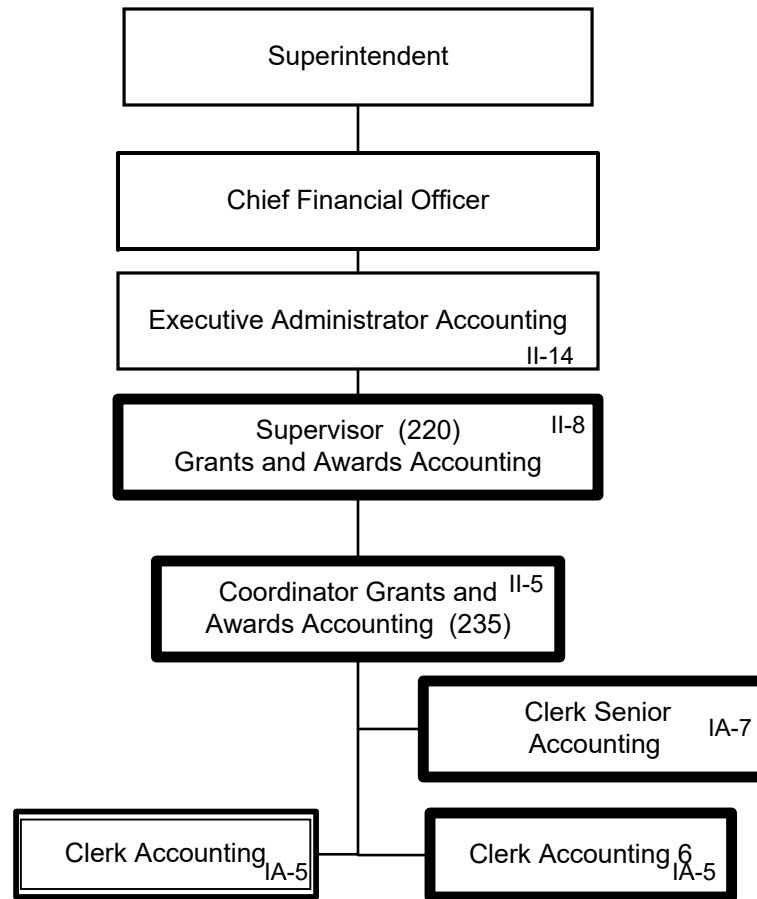 Superintendent
Chief Financial Officer
Executive Administrator Accounting
II-14
Supervisor (220)
II-8
Grants and Awards Accounting
Coordinator Grants and
II-5
Awards Accounting (235)
Clerk Senior
Accounting
IA-7
Clerk Accounting
IA-5
Clerk Accounting 6
IA-5